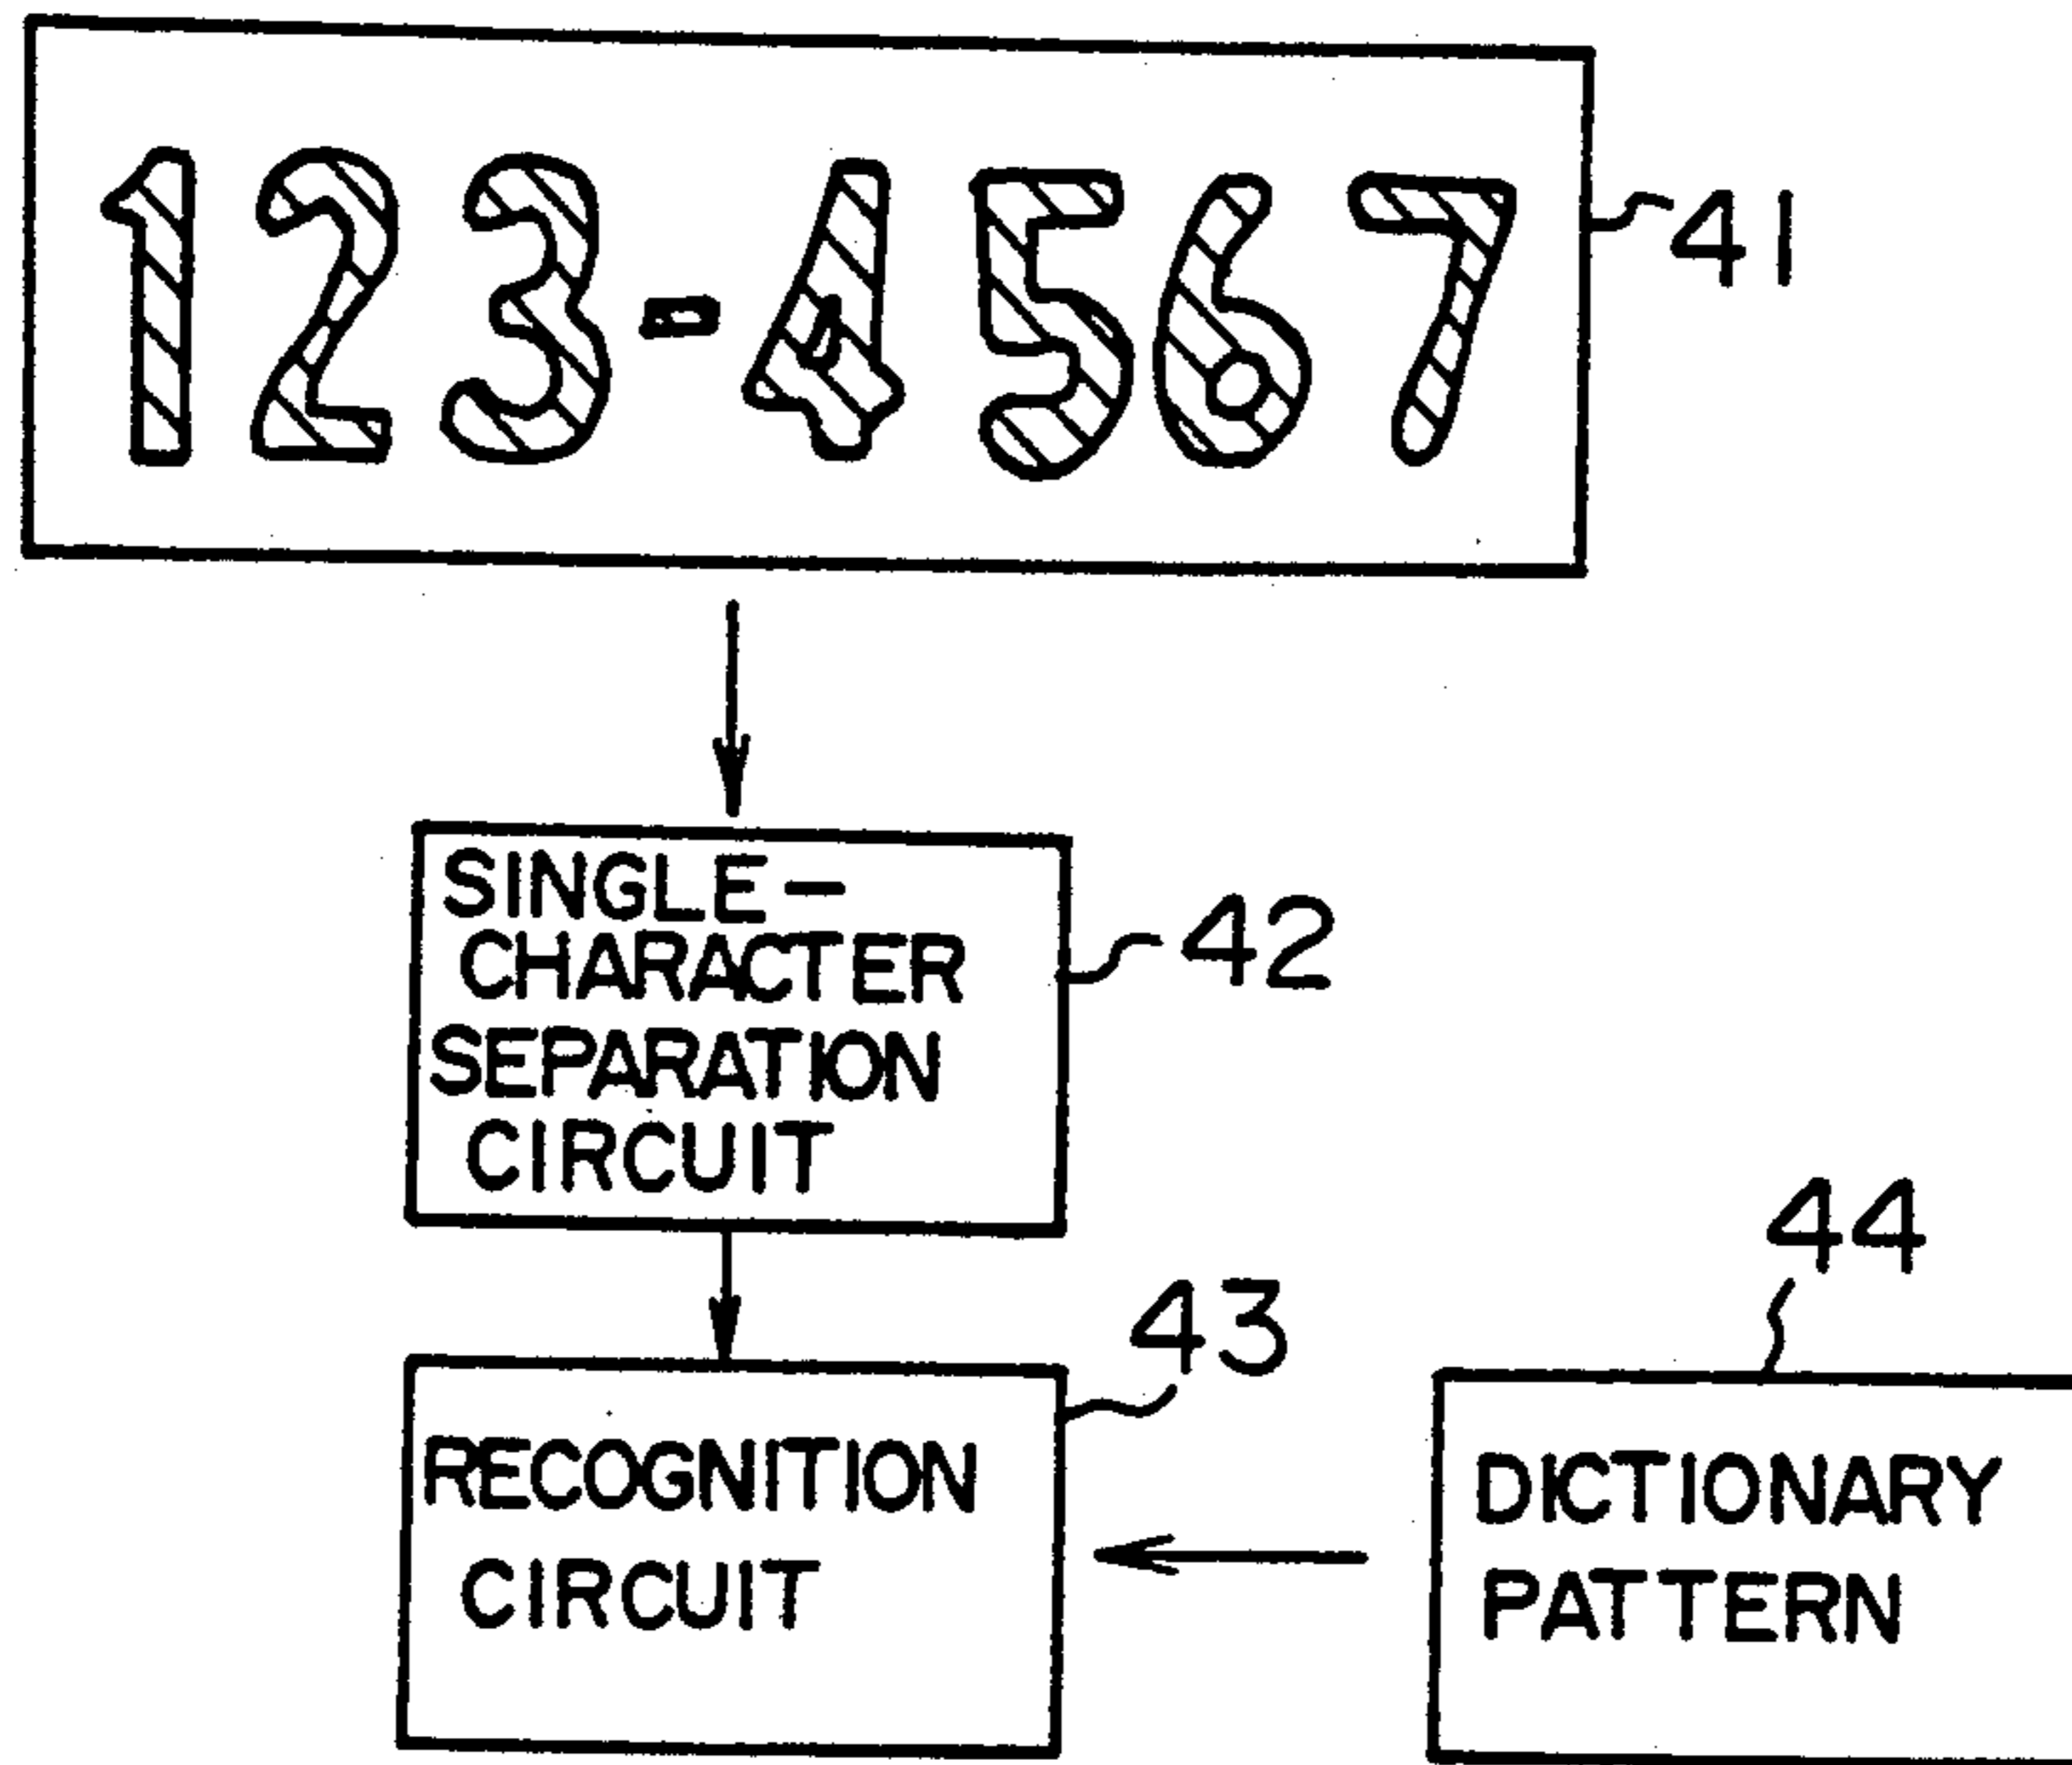 123-4567
41
SINGLE-
CHARACTER
SEPARATION
CIRCUIT
42
43
RECOGNITION
CIRCUIT
44
DICTIONARY
PATTERN